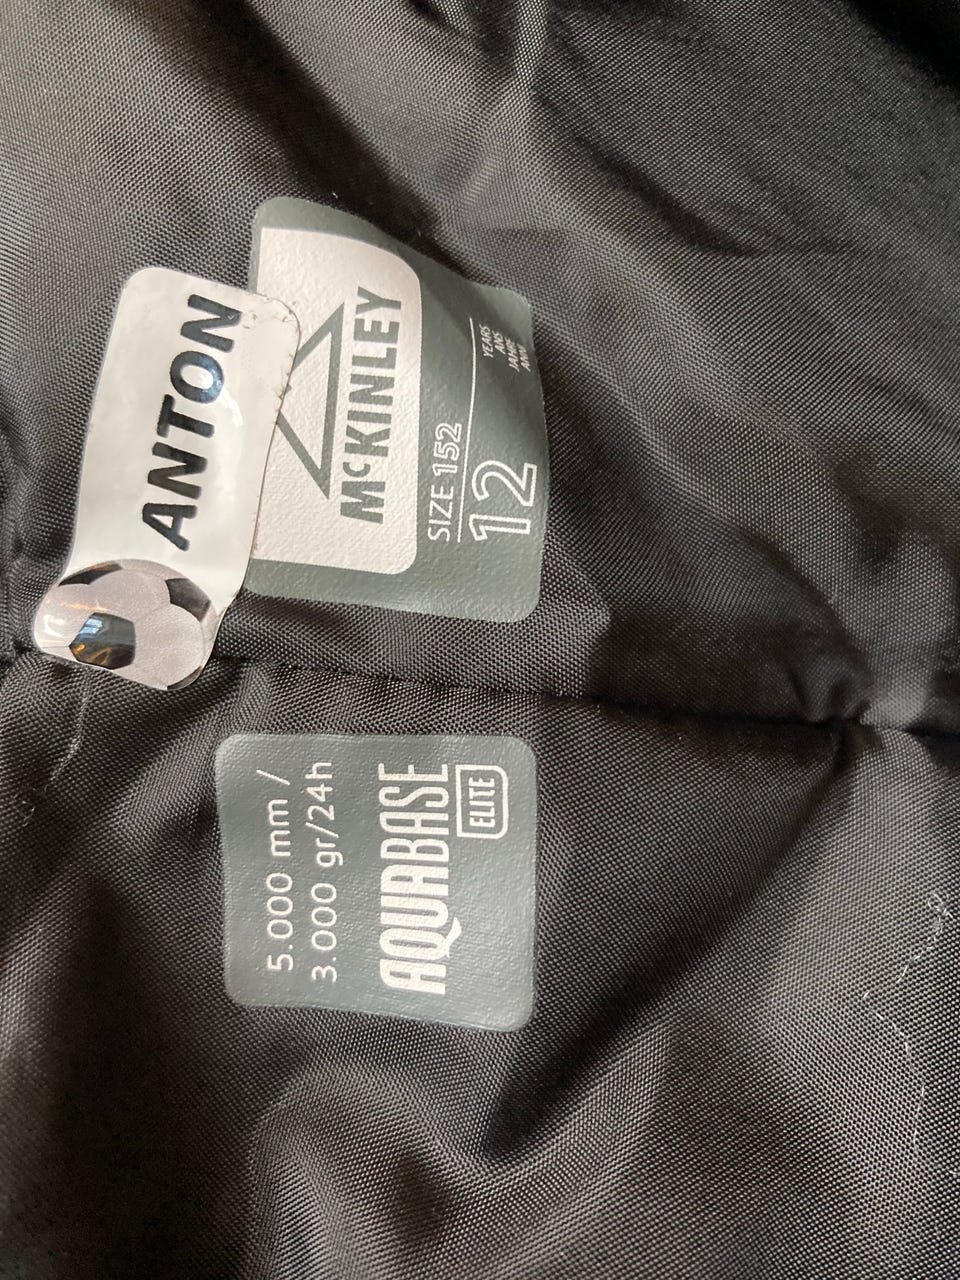 ANTON
McKINLEY
SIZE 152
12
YEARS
ANS
JAHRE
ANNI
5.000 mm /
3.000 gr/24h
AQUABASE
ELITE